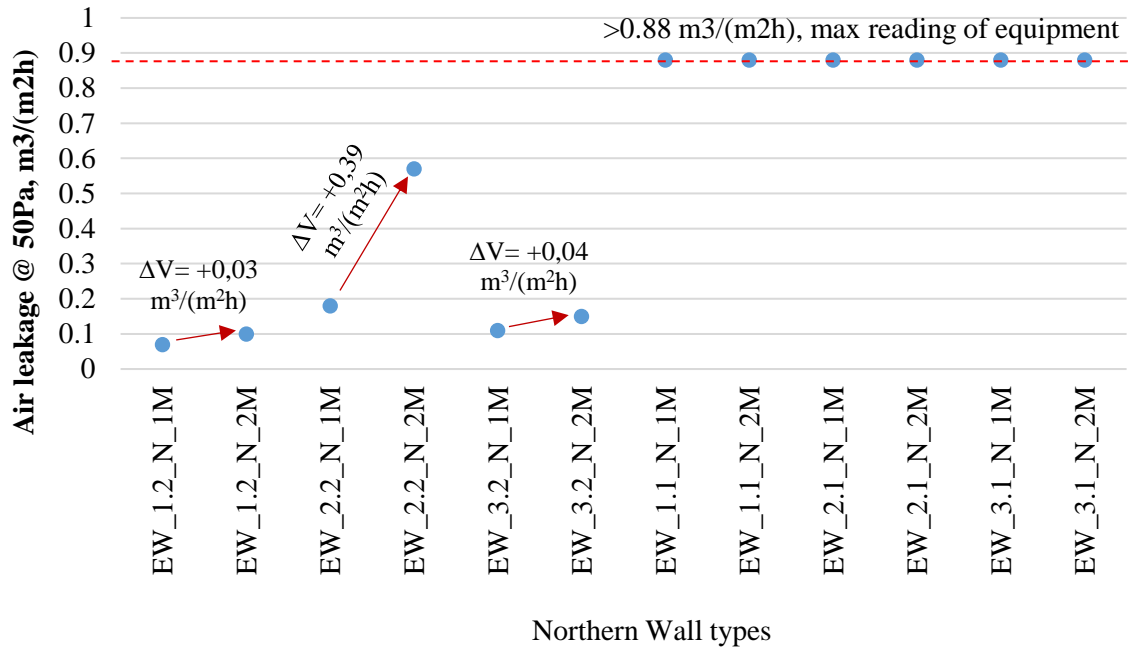 Air leakage @ 50Pa, m3/(m2h)
1
0.9
0.8
0.7
0.6
0.5
0.4
0.3
0.2
0.1
0
>0.88 m3/(m2h), max reading of equipment
ΔV= +0,03
m³/(m²h)
ΔV= +0,39
m³/(m²h)
ΔV= +0,04
m³/(m²h)
EW_1.2_N_1M
EW_1.2_N_2M
EW_2.2_N_1M
EW_2.2_N_2M
EW_3.2_N_1M
EW_3.2_N_2M
EW_1.1_N_1M
EW_1.1_N_2M
EW_2.1_N_1M
EW_2.1_N_2M
EW_3.1_N_1M
EW_3.1_N_2M
Northern Wall types